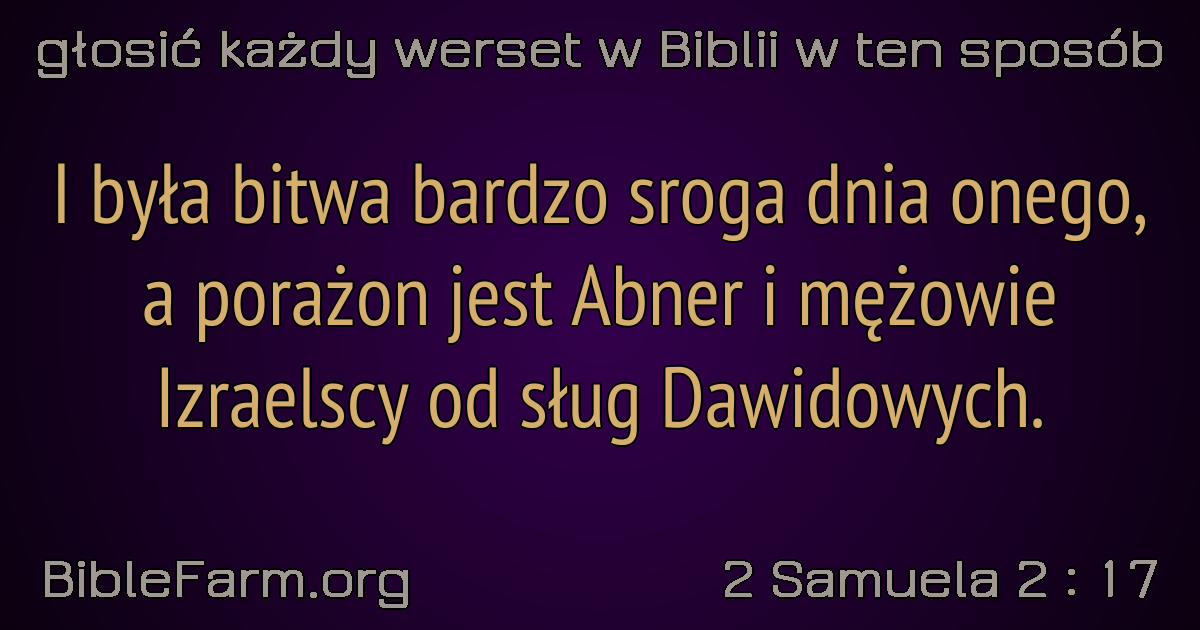 głosić każdy werset w Biblii w ten sposób
I była bitwa bardzo sroga dnia onego,
a porażon jest Abner i mężowie
Izraelscy od sług Dawidowych.
BibleFarm.org
2 Samuela 2 : 17